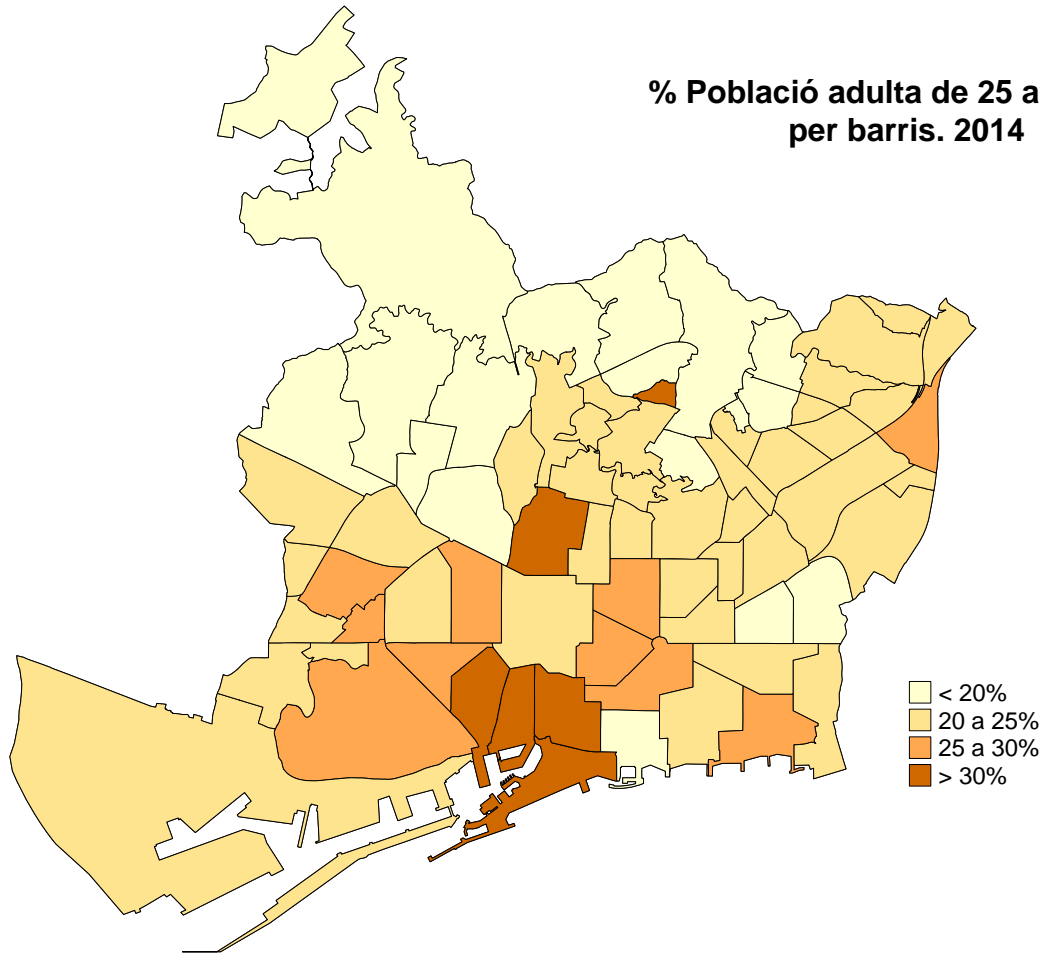 % Població adulta de 25 a
per barris. 2014
< 20%
20 a 25%
25 a 30%
> 30%